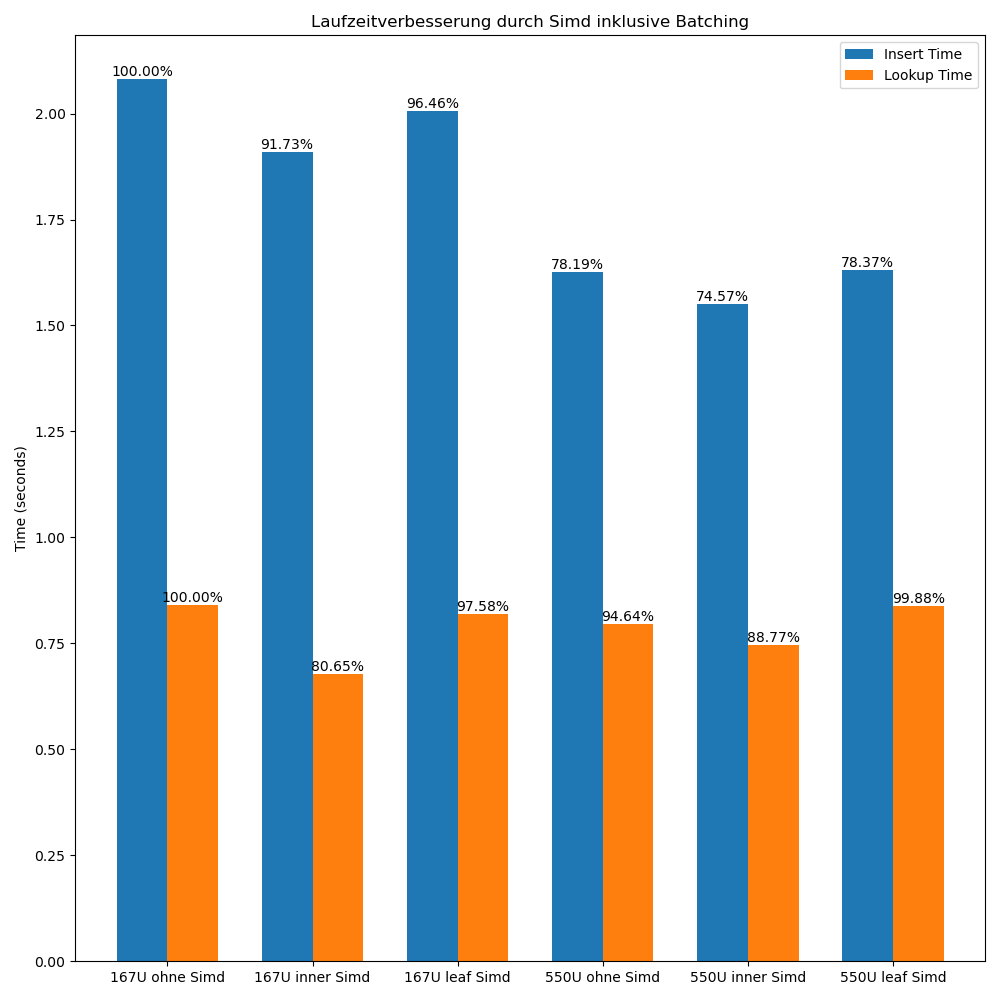 Laufzeitverbesserung durch Simd inklusive Batching
Insert Time
Lookup Time
Time (seconds)
2.00
1.75
1.50
1.25
1.00
0.75
0.50
0.25
0.00
100.00%
100.00%
91.73%
80.65%
96.46%
97.58%
78.19%
94.64%
74.57%
88.77%
78.37%
99.88%
167U ohne Simd
167U inner Simd
167U leaf Simd
550U ohne Simd
550U inner Simd
550U leaf Simd